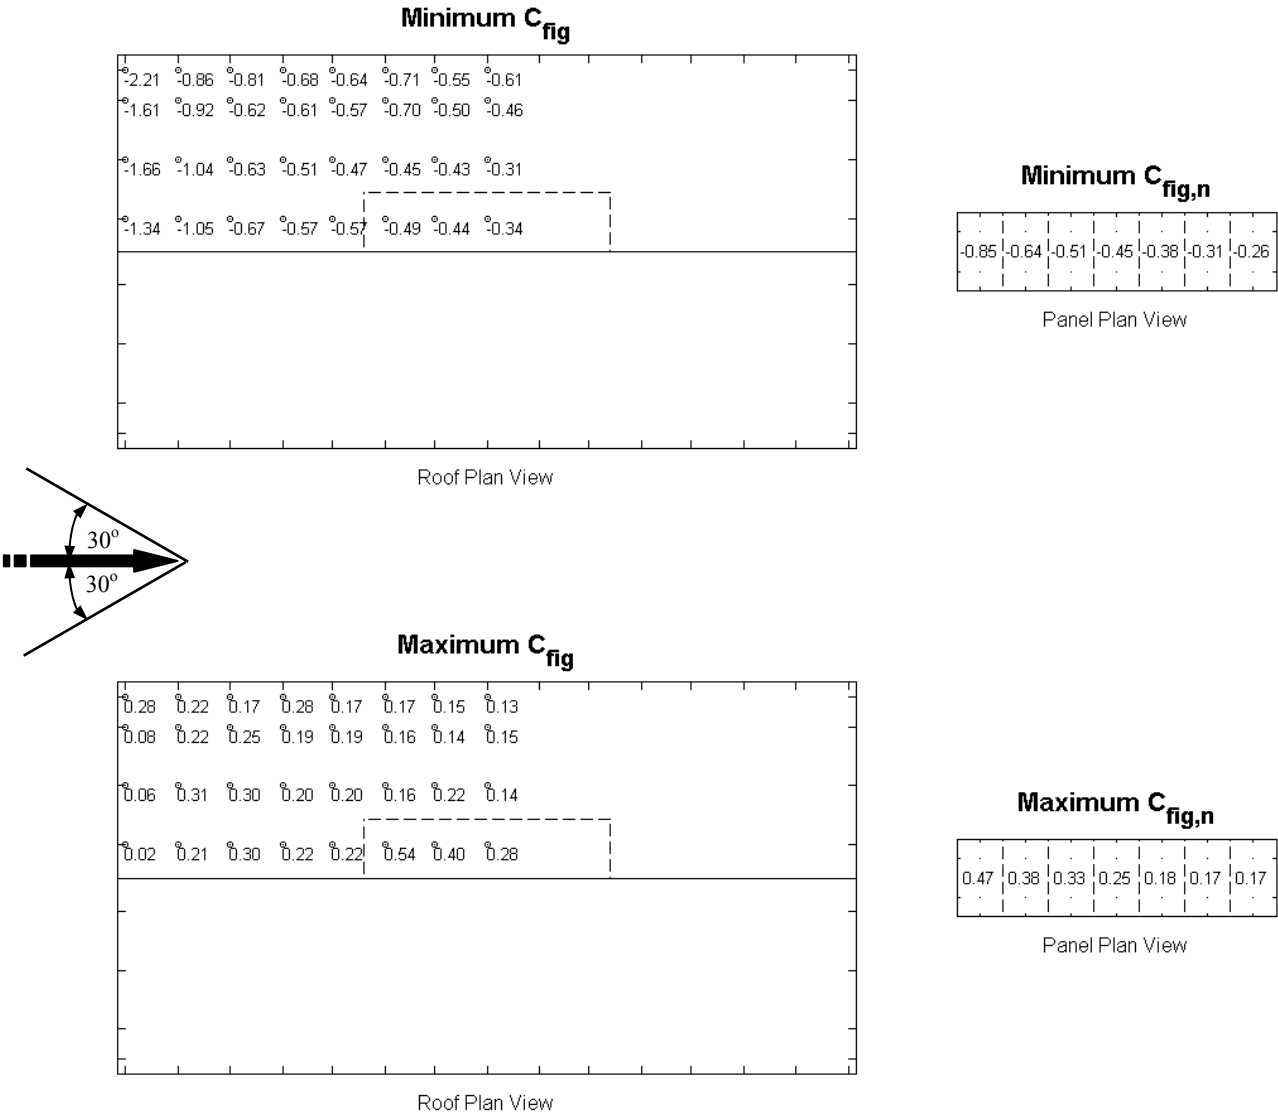 Minimum Cfig
-2.21 -0.86 -0.81 -0.68 -0.64 -0.71 -0.55 -0.61
-1.61 -0.92 -0.62 -0.61 -0.57 -0.70 -0.50 -0.46
-1.66 -1.04 -0.63 -0.51 -0.47 -0.45 -0.43 -0.31
-1.34 -1.05 -0.67 -0.57 -0.57 -0.49 -0.44 -0.34
Roof Plan View
Minimum Cfig,n
-0.85 -0.64 -0.51 -0.45 -0.38 -0.31 -0.26
Panel Plan View
30º
30º
Maximum Cfig
0.28 0.22 0.17 0.28 0.17 0.17 0.15 0.13
0.08 0.22 0.25 0.19 0.19 0.16 0.14 0.15
0.06 0.31 0.30 0.20 0.20 0.16 0.22 0.14
0.02 0.21 0.30 0.22 0.22 0.54 0.40 0.28
Roof Plan View
Maximum Cfig,n
0.47 0.38 0.33 0.25 0.18 0.17 0.17
Panel Plan View